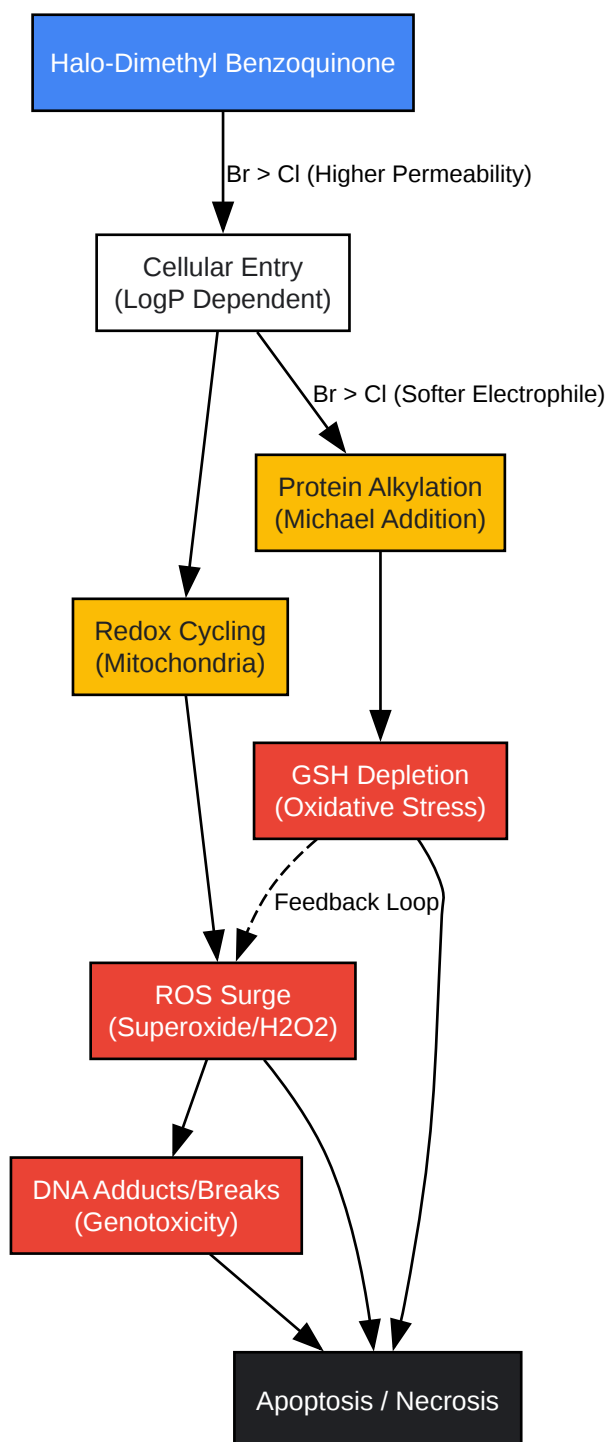 Halo-Dimethyl Benzoquinone
Br > Cl (Higher Permeability)
Cellular Entry
(LogP Dependent)
Br > Cl (Softer Electrophile)
Protein Alkylation
(Michael Addition)
Redox Cycling
(Mitochondria)
GSH Depletion
(Oxidative Stress)
Feedback Loop
ROS Surge
(Superoxide/H2O2)
DNA Adducts/Breaks
(Genotoxicity)
Apoptosis / Necrosis